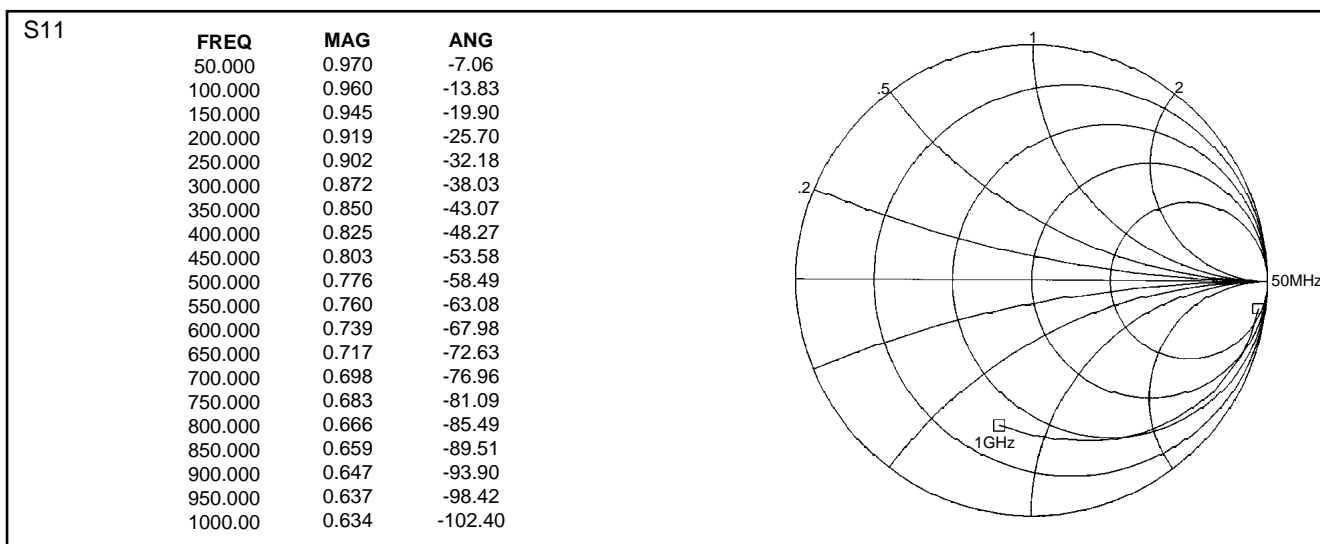 S11
FREQ MAG ANG
50.000 0.970 -7.06
100.000 0.960 -13.83
150.000 0.945 -19.90
200.000 0.919 -25.70
250.000 0.902 -32.18
300.000 0.872 -38.03
350.000 0.850 -43.07
400.000 0.825 -48.27
450.000 0.803 -53.58
500.000 0.776 -58.49
550.000 0.760 -63.08
600.000 0.739 -67.98
650.000 0.717 -72.63
700.000 0.698 -76.96
750.000 0.683 -81.09
800.000 0.666 -85.49
850.000 0.659 -89.51
900.000 0.647 -93.90
950.000 0.637 -98.42
1000.00 0.634 -102.40
1
.5
2
.2
50MHz
1GHz